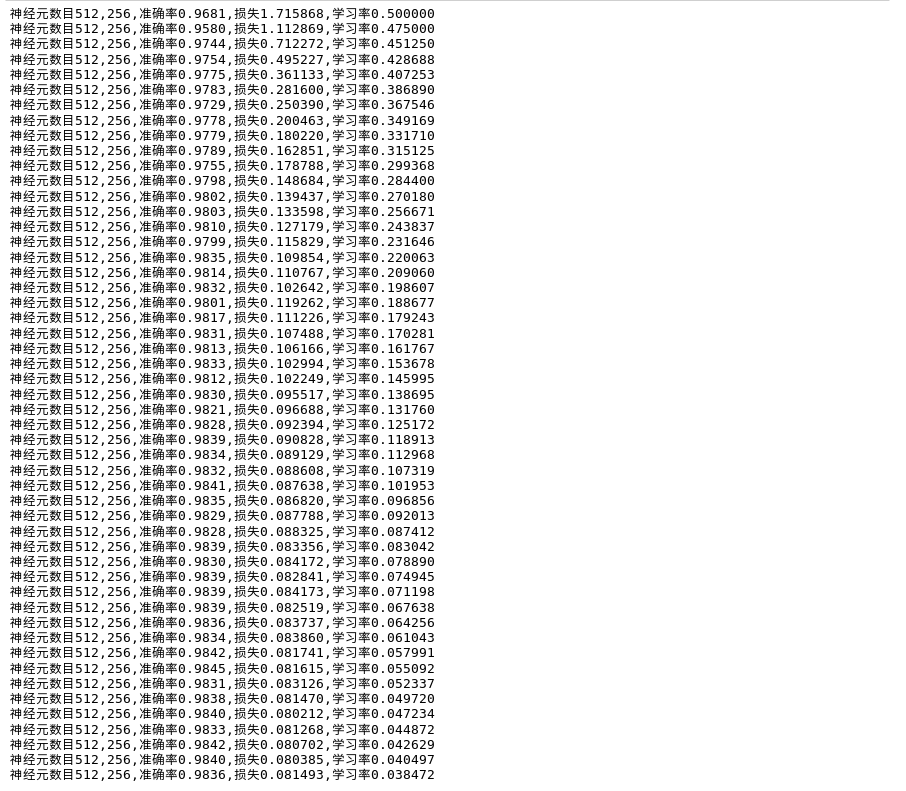 神经元数目512,256,准确率0.9681,损失1.715868,学习率0.500000
神经元数目512,256,准确率0.9580,损失1.112869,学习率0.475000
神经元数目512,256,准确率0.9744,损失0.712272,学习率0.451250
神经元数目512,256,准确率0.9754,损失0.495227,学习率0.428688
神经元数目512,256,准确率0.9775,损失0.361133,学习率0.407253
神经元数目512,256,准确率0.9783,损失0.281600,学习率0.386890
神经元数目512,256,准确率0.9729,损失0.250390,学习率0.367546
神经元数目512,256,准确率0.9778,损失0.200463,学习率0.349169
神经元数目512,256,准确率0.9779,损失0.180220,学习率0.331710
神经元数目512,256,准确率0.9789,损失0.162851,学习率0.315125
神经元数目512,256,准确率0.9755,损失0.178788,学习率0.299368
神经元数目512,256,准确率0.9798,损失0.148684,学习率0.284400
神经元数目512,256,准确率0.9802,损失0.139437,学习率0.270180
神经元数目512,256,准确率0.9803,损失0.133598,学习率0.256671
神经元数目512,256,准确率0.9810,损失0.127179,学习率0.243837
神经元数目512,256,准确率0.9799,损失0.115829,学习率0.231646
神经元数目512,256,准确率0.9835,损失0.109854,学习率0.220063
神经元数目512,256,准确率0.9814,损失0.110767,学习率0.209060
神经元数目512,256,准确率0.9832,损失0.102642,学习率0.198607
神经元数目512,256,准确率0.9801,损失0.119262,学习率0.188677
神经元数目512,256,准确率0.9817,损失0.111226,学习率0.179243
神经元数目512,256,准确率0.9831,损失0.107488,学习率0.170281
神经元数目512,256,准确率0.9813,损失0.106166,学习率0.161767
神经元数目512,256,准确率0.9833,损失0.102994,学习率0.153678
神经元数目512,256,准确率0.9812,损失0.102249,学习率0.145995
神经元数目512,256,准确率0.9830,损失0.095517,学习率0.138695
神经元数目512,256,准确率0.9821,损失0.096688,学习率0.131760
神经元数目512,256,准确率0.9828,损失0.092394,学习率0.125172
神经元数目512,256,准确率0.9839,损失0.090828,学习率0.118913
神经元数目512,256,准确率0.9834,损失0.089129,学习率0.112968
神经元数目512,256,准确率0.9832,损失0.088608,学习率0.107319
神经元数目512,256,准确率0.9841,损失0.087638,学习率0.101953
神经元数目512,256,准确率0.9835,损失0.086820,学习率0.096856
神经元数目512,256,准确率0.9829,损失0.087788,学习率0.092013
神经元数目512,256,准确率0.9828,损失0.088325,学习率0.087412
神经元数目512,256,准确率0.9839,损失0.083356,学习率0.083042
神经元数目512,256,准确率0.9830,损失0.084172,学习率0.078890
神经元数目512,256,准确率0.9839,损失0.082841,学习率0.074945
神经元数目512,256,准确率0.9839,损失0.084173,学习率0.071198
神经元数目512,256,准确率0.9839,损失0.082519,学习率0.067638
神经元数目512,256,准确率0.9836,损失0.083737,学习率0.064256
神经元数目512,256,准确率0.9834,损失0.083860,学习率0.061043
神经元数目512,256,准确率0.9842,损失0.081741,学习率0.057991
神经元数目512,256,准确率0.9845,损失0.081615,学习率0.055092
神经元数目512,256,准确率0.9831,损失0.083126,学习率0.052337
神经元数目512,256,准确率0.9838,损失0.081470,学习率0.049720
神经元数目512,256,准确率0.9840,损失0.080212,学习率0.047234
神经元数目512,256,准确率0.9833,损失0.081268,学习率0.044872
神经元数目512,256,准确率0.9842,损失0.080702,学习率0.042629
神经元数目512,256,准确率0.9840,损失0.080385,学习率0.040497
神经元数目512,256,准确率0.9836,损失0.081493,学习率0.038472